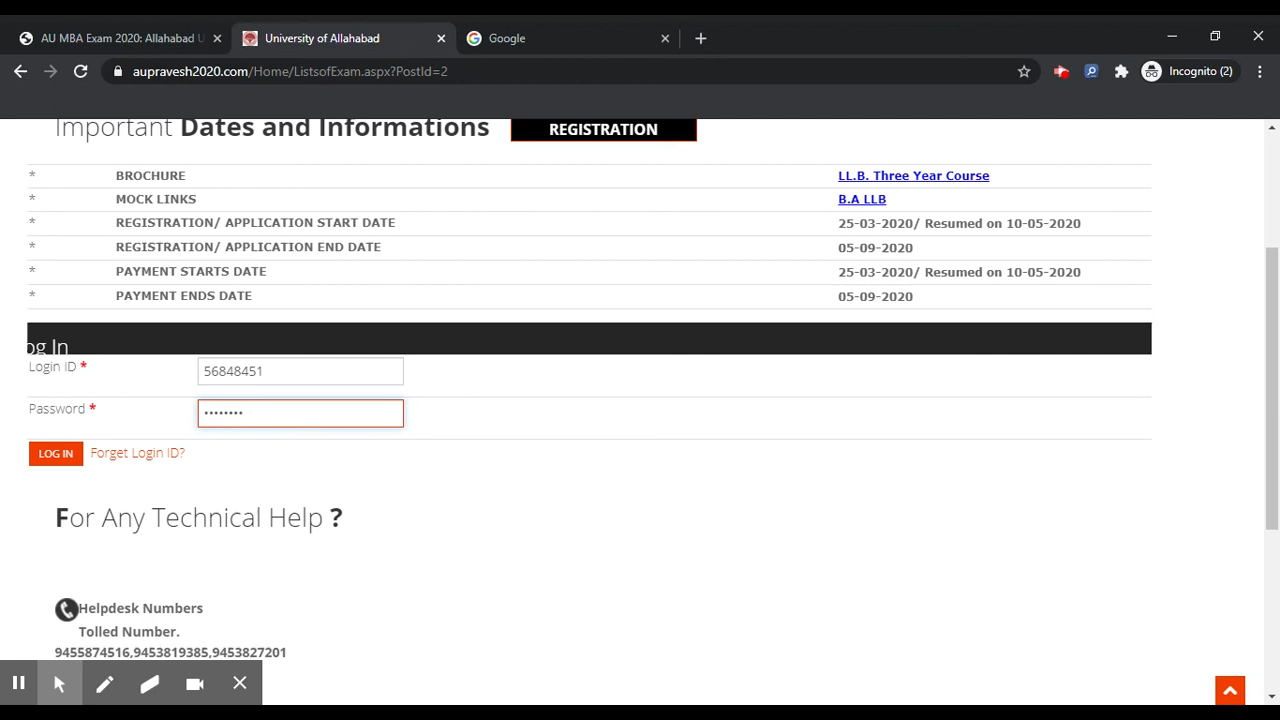 AU MBA Exam 2020: Allahabad U
University of Allahabad
Google
aupravesh2020.com/Home/ListsofExam.aspx?PostId=2
Incognito (2)
Important Dates and Informations
REGISTRATION
* BROCHURE LL.B. Three Year Course
* MOCK LINKS B.A LLB
* REGISTRATION/ APPLICATION START DATE 25-03-2020/ Resumed on 10-05-2020
* REGISTRATION/ APPLICATION END DATE 05-09-2020
* PAYMENT STARTS DATE 25-03-2020/ Resumed on 10-05-2020
* PAYMENT ENDS DATE 05-09-2020
og In
Login ID * 56848451
Password * ••••••••
LOG IN Forget Login ID?
For Any Technical Help ?
Helpdesk Numbers
Tolled Number.
9455874516,9453819385,9453827201